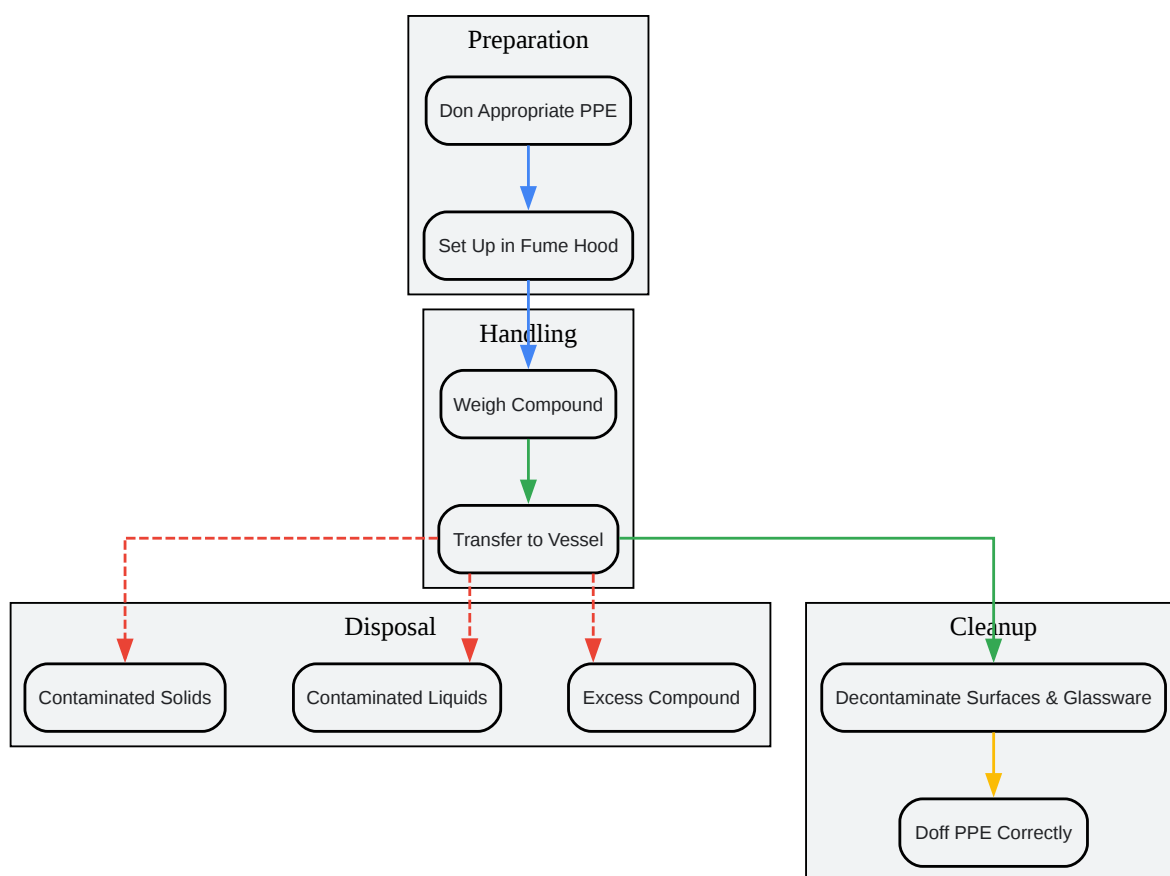 Preparation
Don Appropriate PPE
Set Up in Fume Hood
Handling
Weigh Compound
Transfer to Vessel
Disposal
Contaminated Solids
Contaminated Liquids
Excess Compound
Cleanup
Decontaminate Surfaces & Glassware
Doff PPE Correctly